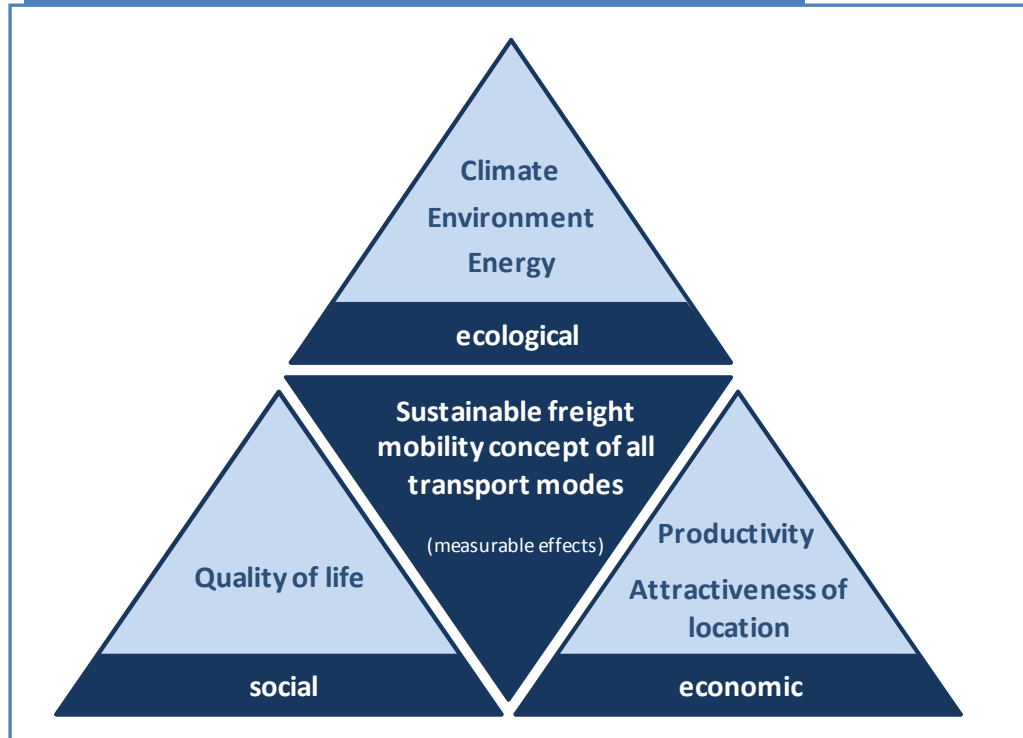 Climate
Environment
Energy
ecological
Sustainable freight
mobility concept of all
transport modes
(measurable effects)
Quality of life
social
Productivity
Attractiveness of
location
economic